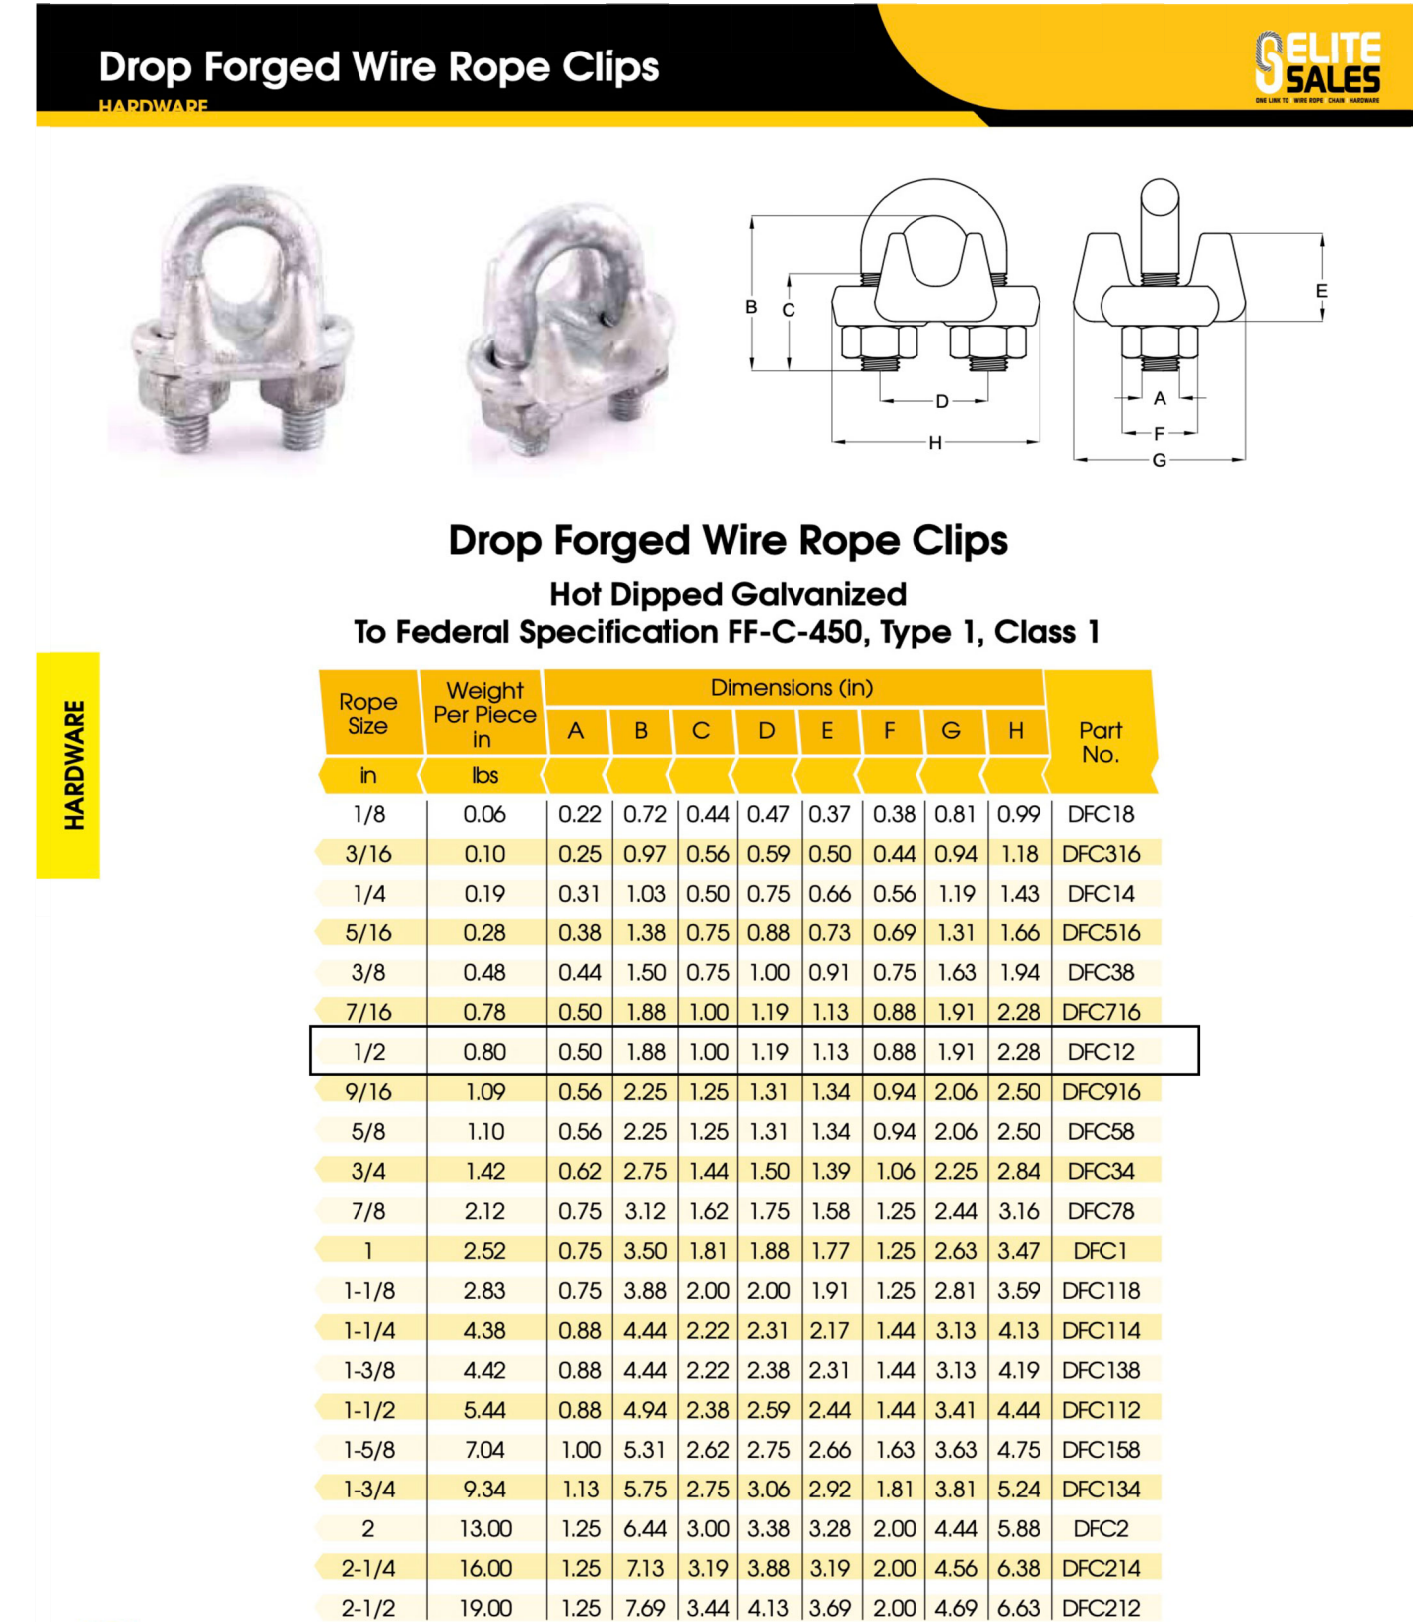 Drop Forged Wire Rope Clips
HARDWARE
ELITE
SALES
ONE LINK TO WIRE ROPE CHAIN HARDWARE
B C D H
A F G E
Drop Forged Wire Rope Clips
Hot Dipped Galvanized
To Federal Specification FF-C-450, Type 1, Class 1
HARDWARE
Rope Size Weight Per Piece in Dimensions (in) Part No.
A B C D E F G H
in lbs
1/8 0.06 0.22 0.72 0.44 0.47 0.37 0.38 0.81 0.99 DFC18
3/16 0.10 0.25 0.97 0.56 0.59 0.50 0.44 0.94 1.18 DFC316
1/4 0.19 0.31 1.03 0.50 0.75 0.66 0.56 1.19 1.43 DFC14
5/16 0.28 0.38 1.38 0.75 0.88 0.73 0.69 1.31 1.66 DFC516
3/8 0.48 0.44 1.50 0.75 1.00 0.91 0.75 1.63 1.94 DFC38
7/16 0.78 0.50 1.88 1.00 1.19 1.13 0.88 1.91 2.28 DFC716
1/2 0.80 0.50 1.88 1.00 1.19 1.13 0.88 1.91 2.28 DFC12
9/16 1.09 0.56 2.25 1.25 1.31 1.34 0.94 2.06 2.50 DFC916
5/8 1.10 0.56 2.25 1.25 1.31 1.34 0.94 2.06 2.50 DFC58
3/4 1.42 0.62 2.75 1.44 1.50 1.39 1.06 2.25 2.84 DFC34
7/8 2.12 0.75 3.12 1.62 1.75 1.58 1.25 2.44 3.16 DFC78
1 2.52 0.75 3.50 1.81 1.88 1.77 1.25 2.63 3.47 DFC1
1-1/8 2.83 0.75 3.88 2.00 2.00 1.91 1.25 2.81 3.59 DFC118
1-1/4 4.38 0.88 4.44 2.22 2.31 2.17 1.44 3.13 4.13 DFC114
1-3/8 4.42 0.88 4.44 2.22 2.38 2.31 1.44 3.13 4.19 DFC138
1-1/2 5.44 0.88 4.94 2.38 2.59 2.44 1.44 3.41 4.44 DFC112
1-5/8 7.04 1.00 5.31 2.62 2.75 2.66 1.63 3.63 4.75 DFC158
1-3/4 9.34 1.13 5.75 2.75 3.06 2.92 1.81 3.81 5.24 DFC134
2 13.00 1.25 6.44 3.00 3.38 3.28 2.00 4.44 5.88 DFC2
2-1/4 16.00 1.25 7.13 3.19 3.88 3.19 2.00 4.56 6.38 DFC214
2-1/2 19.00 1.25 7.69 3.44 4.13 3.69 2.00 4.69 6.63 DFC212